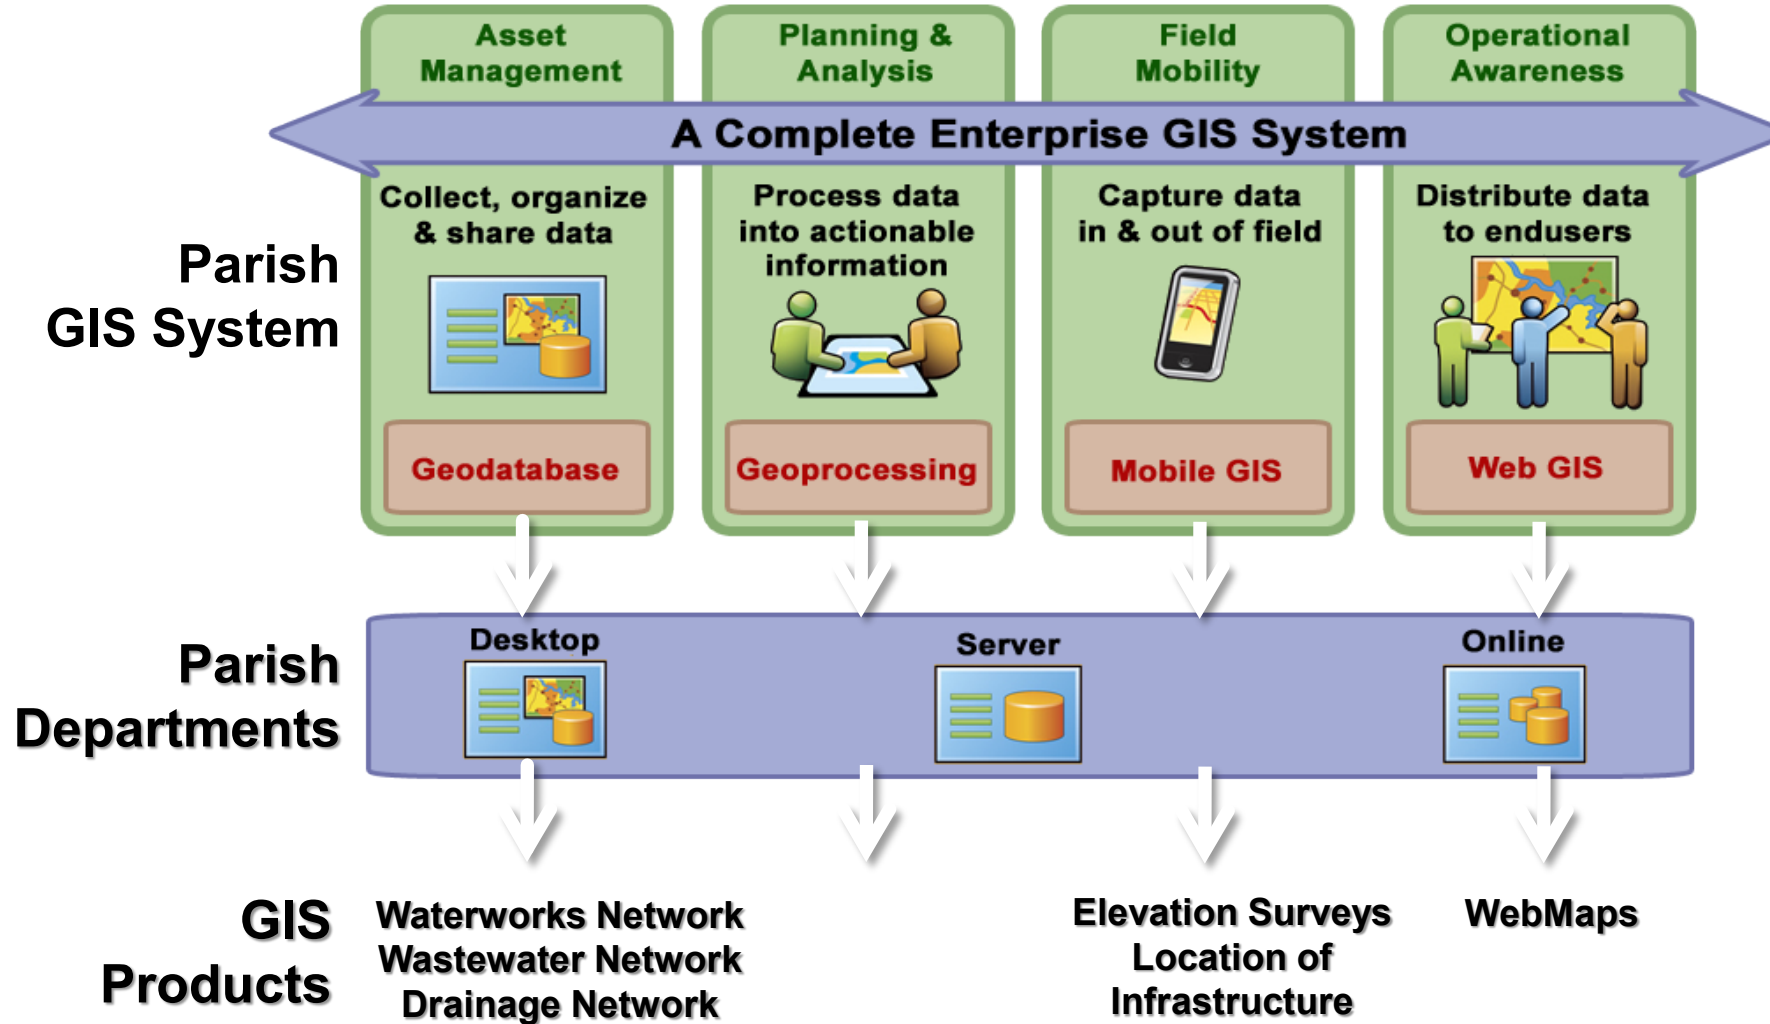 Asset
Management
Planning &
Analysis
Field
Mobility
Operational
Awareness
A Complete Enterprise GIS System
Parish
GIS System
Collect, organize
& share data
Process data
into actionable
information
Capture data
in & out of field
Distribute data
to endusers
Geodatabase
Geoprocessing
Mobile GIS
Web GIS
Parish
Departments
Desktop
Server
Online
GIS
Products
Waterworks Network
Wastewater Network
Drainage Network
Elevation Surveys
Location of
Infrastructure
WebMaps